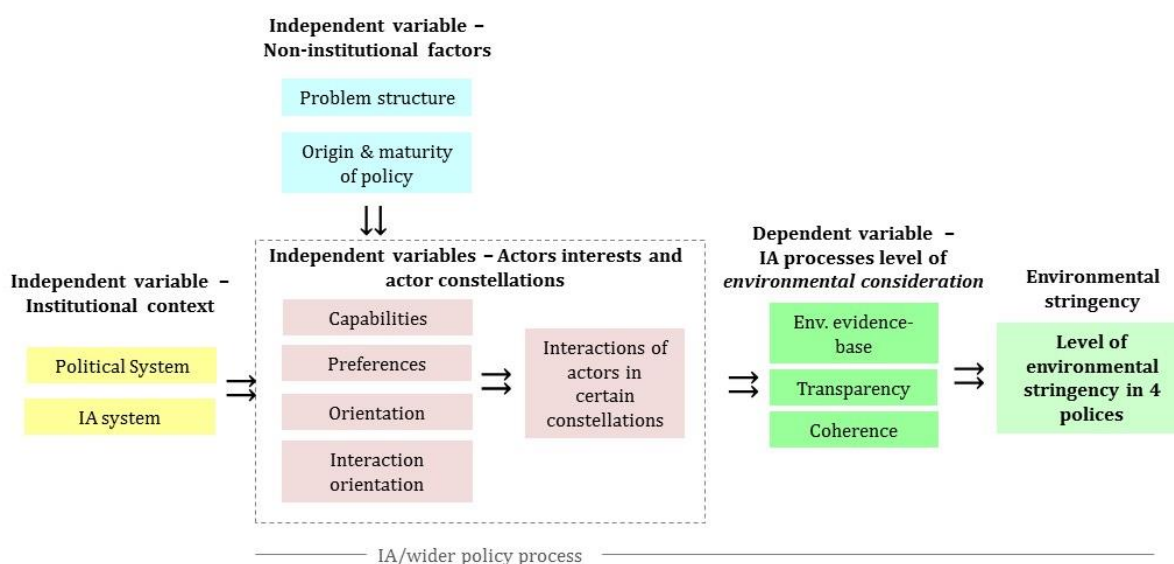 Independent variable –
Non-institutional factors
Problem structure
Origin & maturity
of policy
Independent variable –
Institutional context
Political System
IA system
Independent variables – Actors interests and
actor constellations
Capabilities
Preferences
Orientation
Interaction
orientation
Interactions of
actors in
certain
constellations
Dependent variable –
IA processes level of
environmental consideration
Env. evidence-
base
Transparency
Coherence
Environmental
stringency
Level of
environmental
stringency in 4
polices
IA/wider policy process